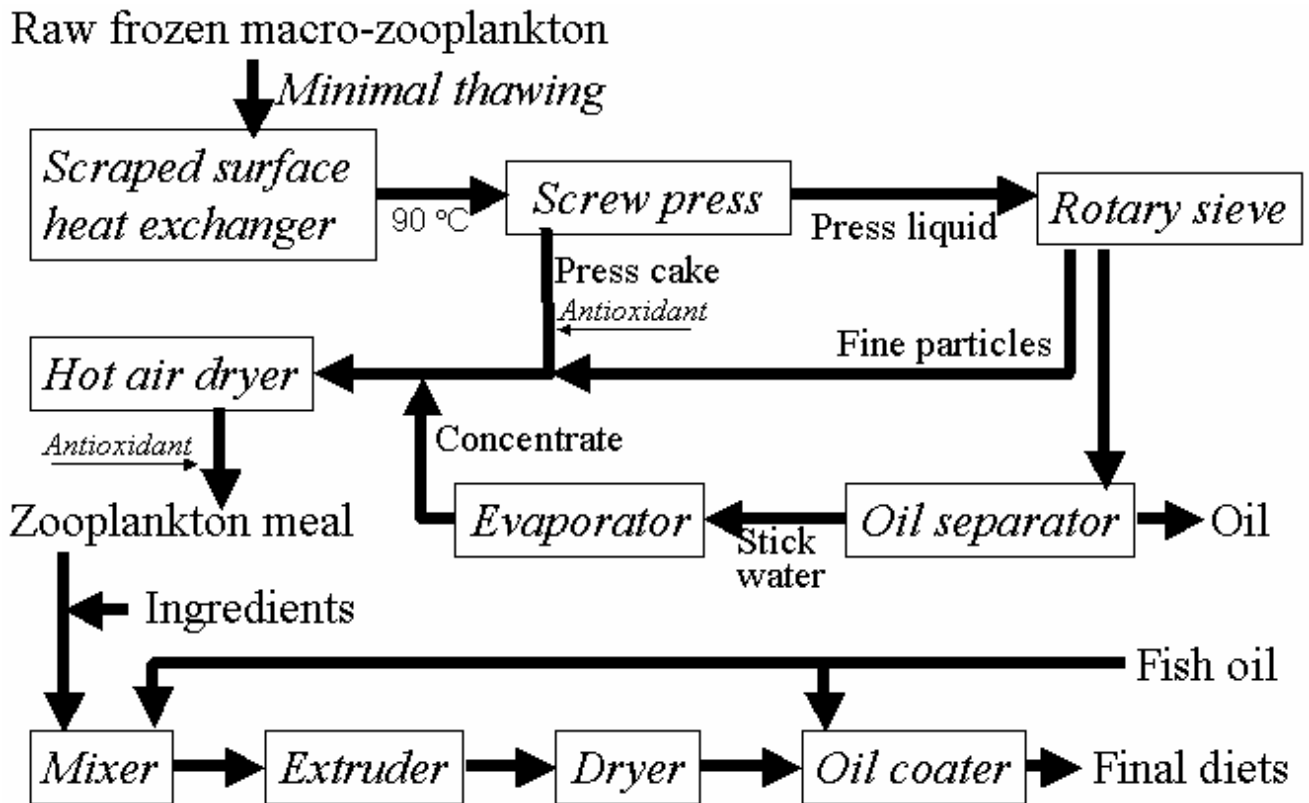 Raw frozen macro-zooplankton
Minimal thawing
Scraped surface
heat exchanger
90 °C
Screw press
Press liquid
Rotary sieve
Press cake
Antioxidant
Fine particles
Hot air dryer
Antioxidant
Concentrate
Zooplankton meal
Evaporator
Stick
water
Oil separator
Oil
Ingredients
Fish oil
Mixer
Extruder
Dryer
Oil coater
Final diets